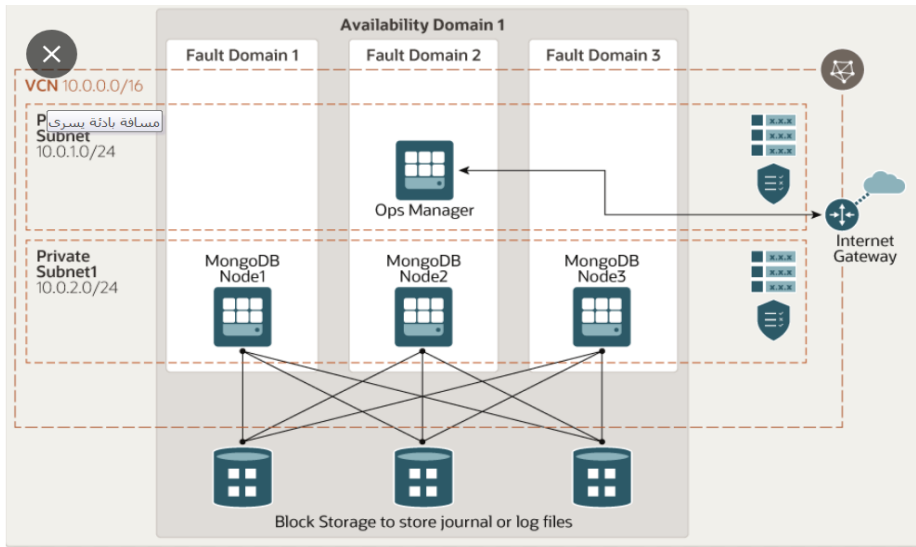 Availability Domain 1
Fault Domain 1
Fault Domain 2
Fault Domain 3
VCN 10.0.0.0/16
مسافة بادئة يسرى
Subnet
10.0.1.0/24
Ops Manager
Internet
Gateway
Private
Subnet1
10.0.2.0/24
MongoDB
Node1
MongoDB
Node2
MongoDB
Node3
x.x.x
x.x.x
x.x.x
x.x.x
x.x.x
x.x.x
Block Storage to store journal or log files